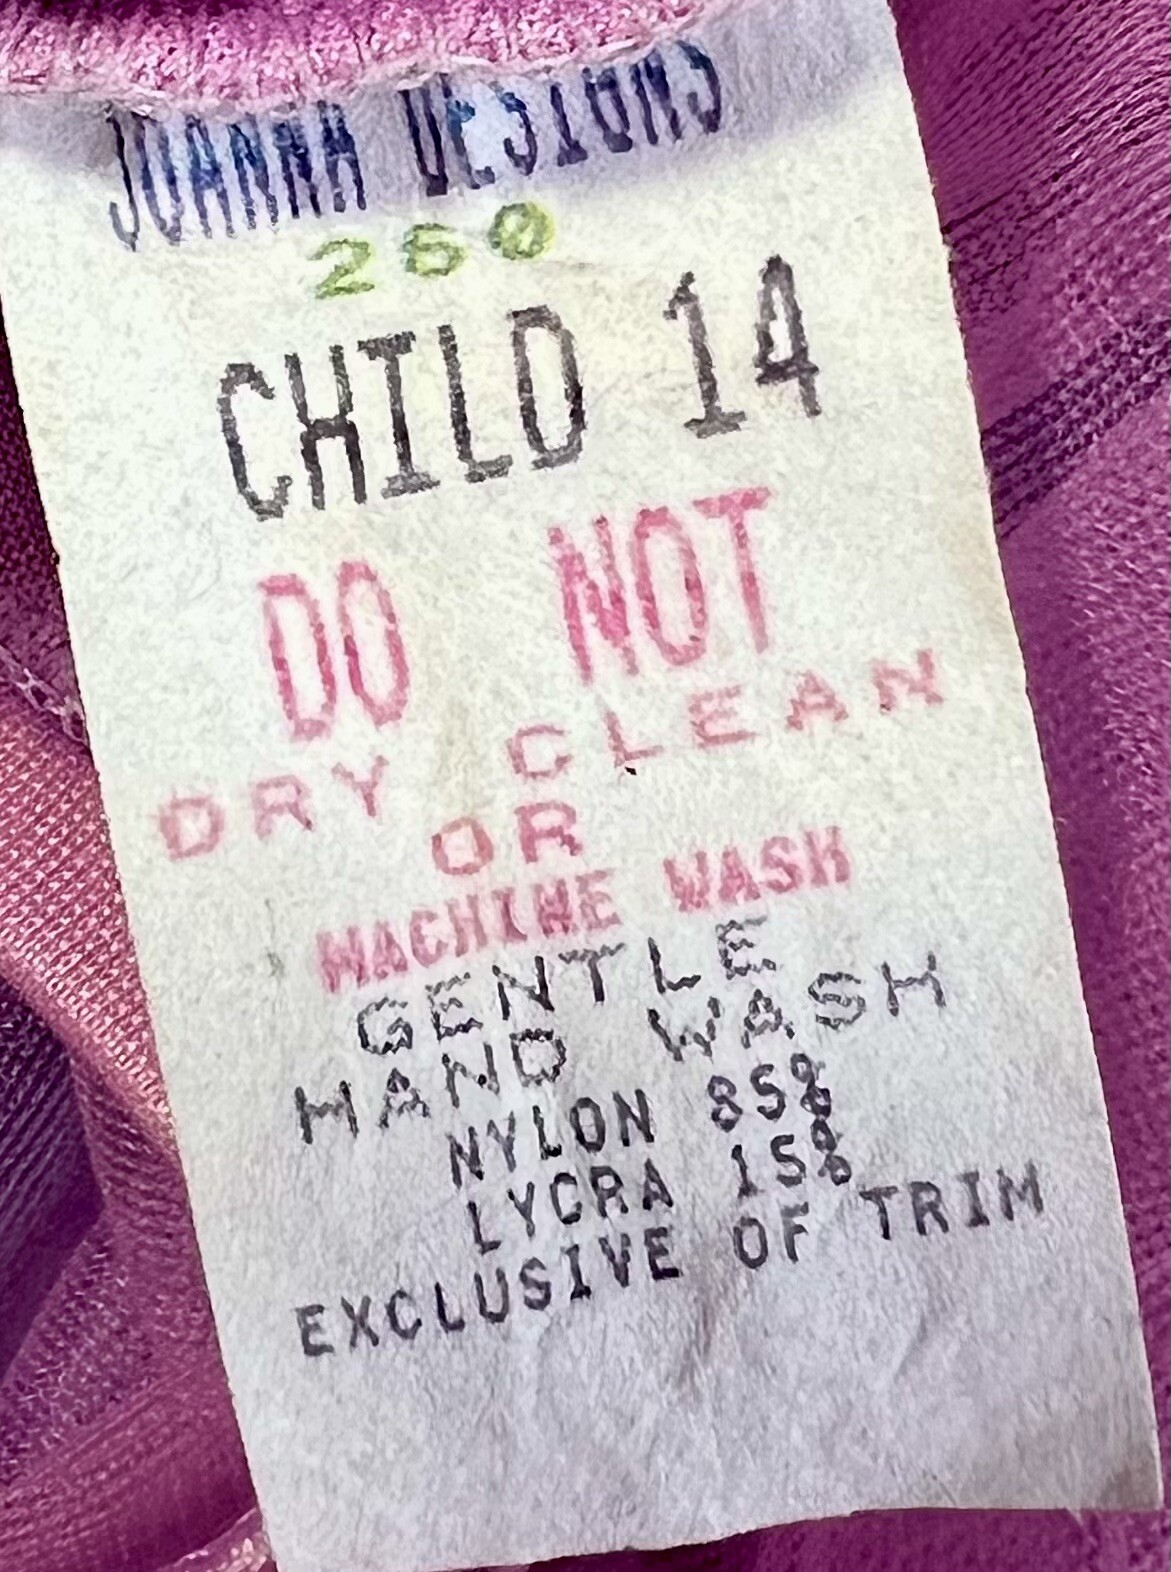 JOANNA DESIGNS
260
CHILD 14
DO NOT
DRY CLEAN
OR
MACHINE WASH
GENTLE
HAND WASH
NYLON 85%
LYCRA 15%
EXCLUSIVE OF TRIM